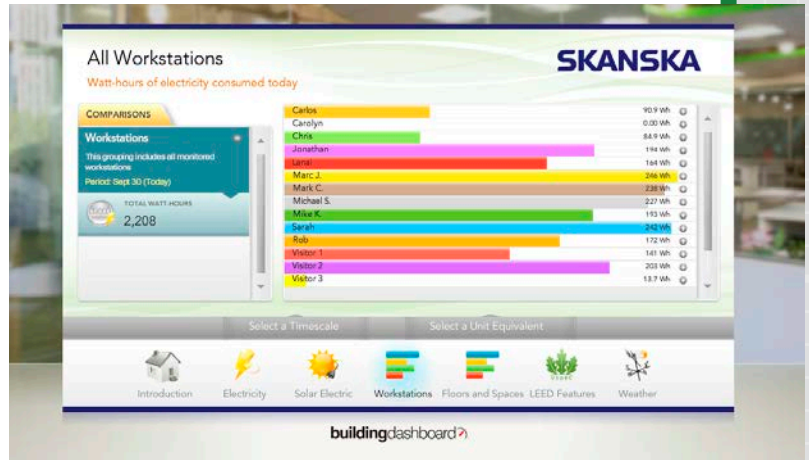 All Workstations
SKANSKA
Watt-hours of electricity consumed today
COMPARISONS
Workstations
This grouping includes all monitored
workstations
Period: Sept 30 (Today)
TOTAL WATT-HOURS
2,208
Carlos 90.9 Wh
Carolyn 0.00 Wh
Chris 84.9 Wh
Jonathan 194 Wh
Lanai 164 Wh
Marc J. 246 Wh
Mark C. 238 Wh
Michael S. 227 Wh
Mike K. 193 Wh
Sarah 242 Wh
Rob 172 Wh
Visitor 1 141 Wh
Visitor 2 203 Wh
Visitor 3 13.7 Wh
Select a Timescale
Select a Unit Equivalent
Introduction
Electricity
Solar Electric
Workstations
Floors and Spaces
LEED Features
Weather
buildingdashboard